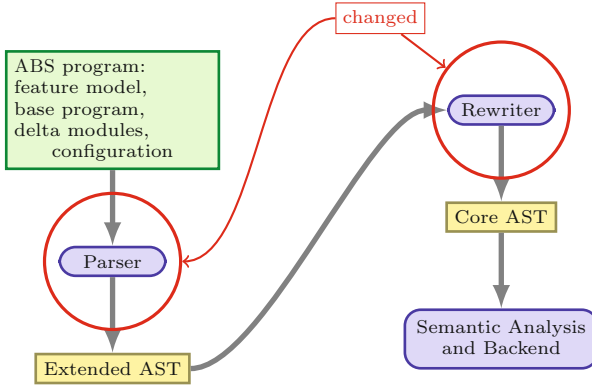 changed
ABS program:
feature model,
base program,
delta modules,
configuration
Rewriter
Core AST
Parser
Semantic Analysis
and Backend
Extended AST